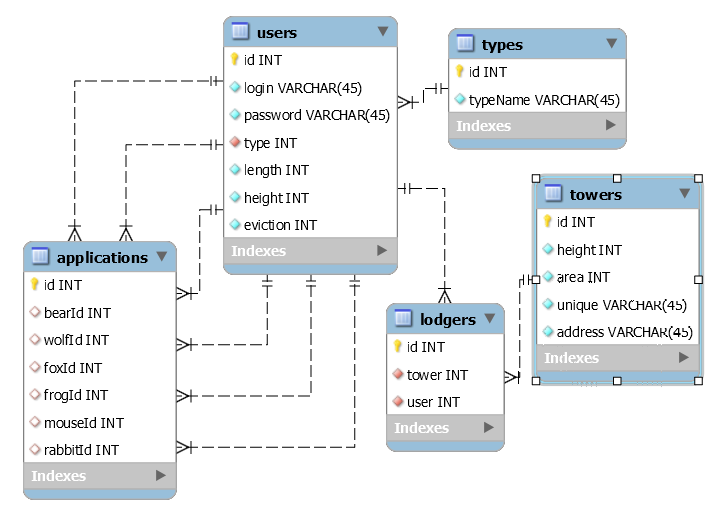 users
id INT
login VARCHAR(45)
password VARCHAR(45)
type INT
length INT
height INT
eviction INT
Indexes
types
id INT
typeName VARCHAR(45)
Indexes
towers
id INT
height INT
area INT
unique VARCHAR(45)
address VARCHAR(45)
Indexes
applications
id INT
bearId INT
wolfId INT
foxId INT
frogId INT
mouseId INT
rabbitId INT
Indexes
lodgers
id INT
tower INT
user INT
Indexes